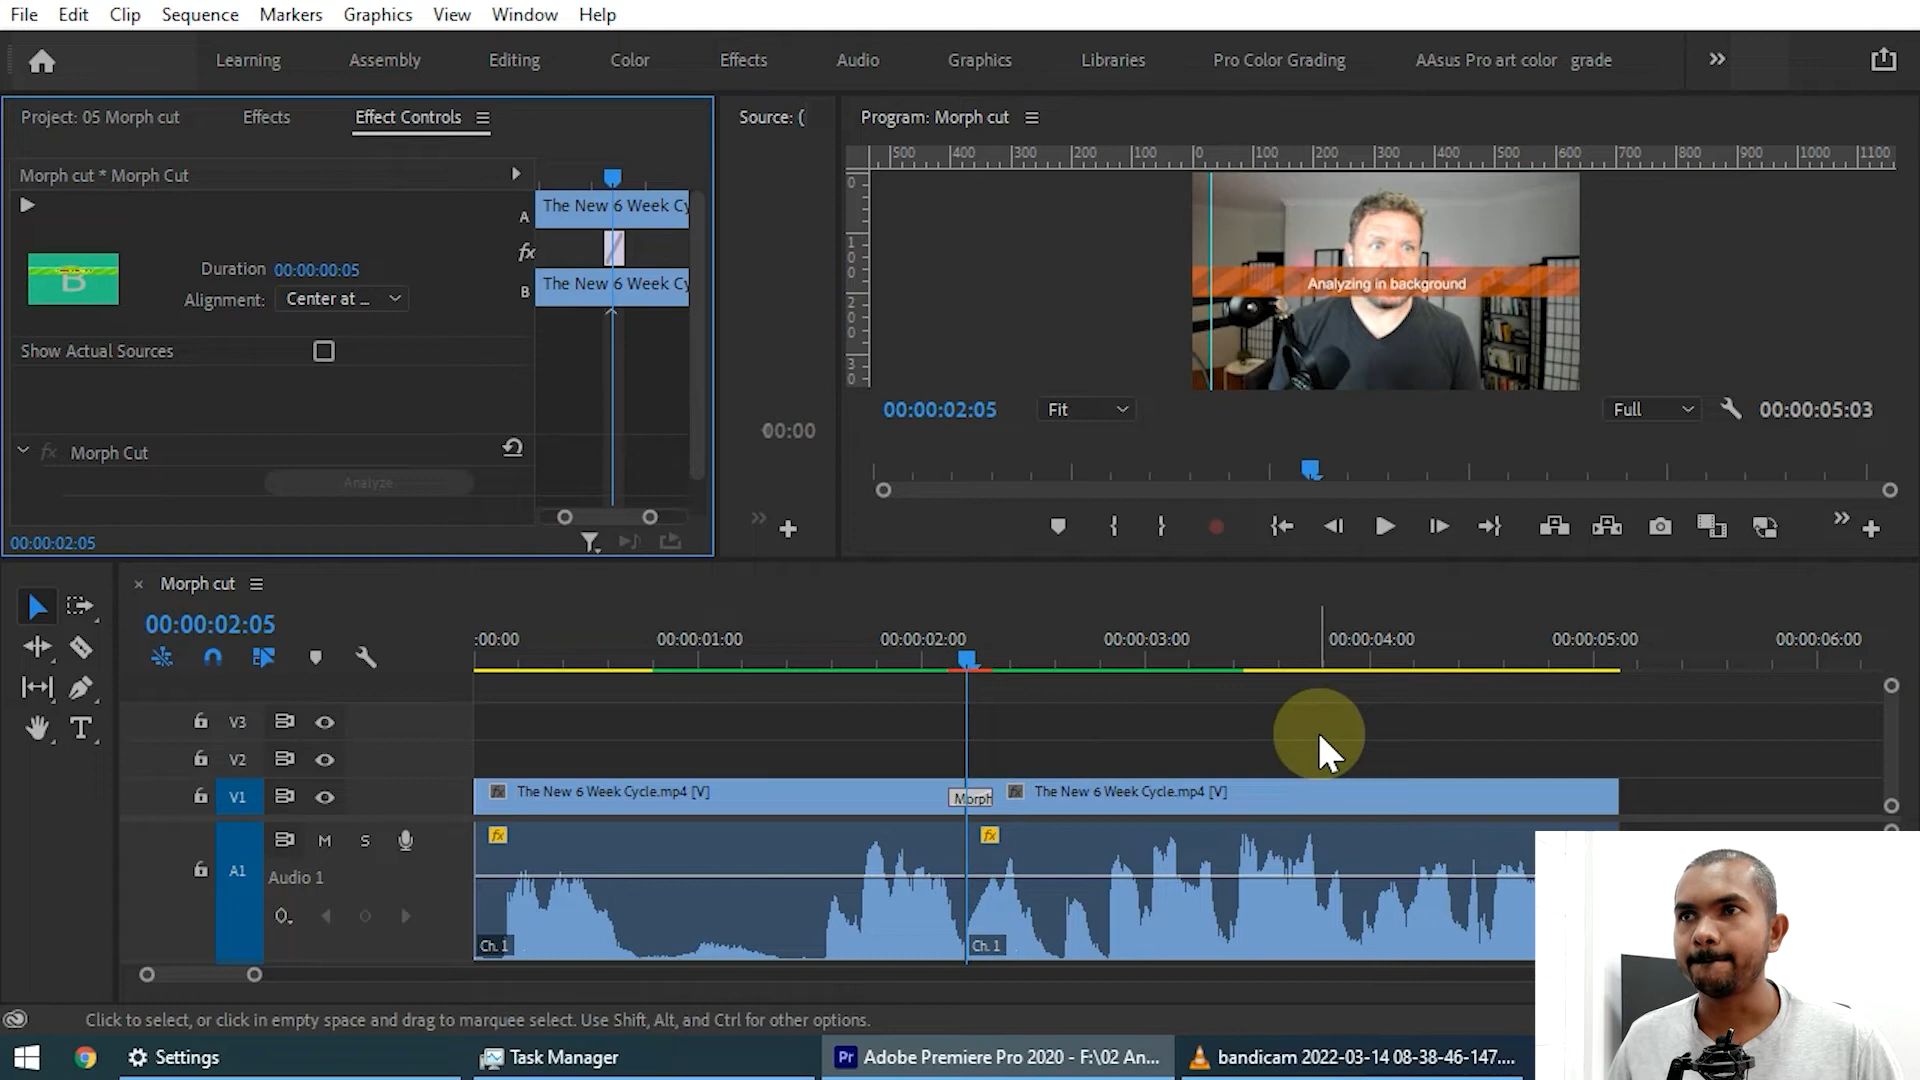 File Edit Clip Sequence Markers Graphics View Window Help
Learning Assembly Editing Color Effects Audio Graphics Libraries Pro Color Grading AAsus Pro art color grade
Project: 05 Morph cut Effects Effect Controls
Source: (
Program: Morph cut
500 400 300 200 100 0 100 200 300 400 500 600 700 800 900 1000 1100
0
100
200
30
Morph cut * Morph Cut
A The New 6 Week Cy
fx
B The New 6 Week Cy
B
Duration 00:00:00:05
Alignment: Center at ...
Show Actual Sources
fx Morph Cut
Analyze
00:00:02:05
00:00
Analyzing in background
00:00:02:05 Fit Full 00:00:05:03
× Morph cut
00:00:02:05
:00:00 00:00:01:00 00:00:02:00 00:00:03:00 00:00:04:00 00:00:05:00 00:00:06:00
V3
V2
V1
fx The New 6 Week Cycle.mp4 [V] Morph fx The New 6 Week Cycle.mp4 [V]
A1 M S
Audio 1
fx fx
Ch. 1 Ch. 1
Click to select, or click in empty space and drag to marquee select. Use Shift, Alt, and Ctrl for other options.
Settings Task Manager Pr Adobe Premiere Pro 2020 - F:\02 An... bandicam 2022-03-14 08-38-46-147....